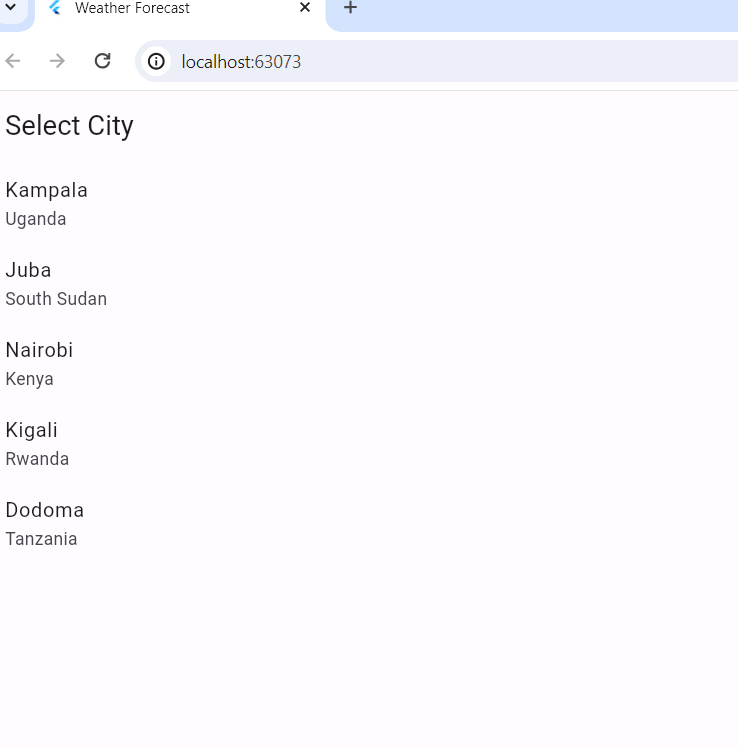 Weather Forecast
localhost:63073
Select City
Kampala
Uganda
Juba
South Sudan
Nairobi
Kenya
Kigali
Rwanda
Dodoma
Tanzania